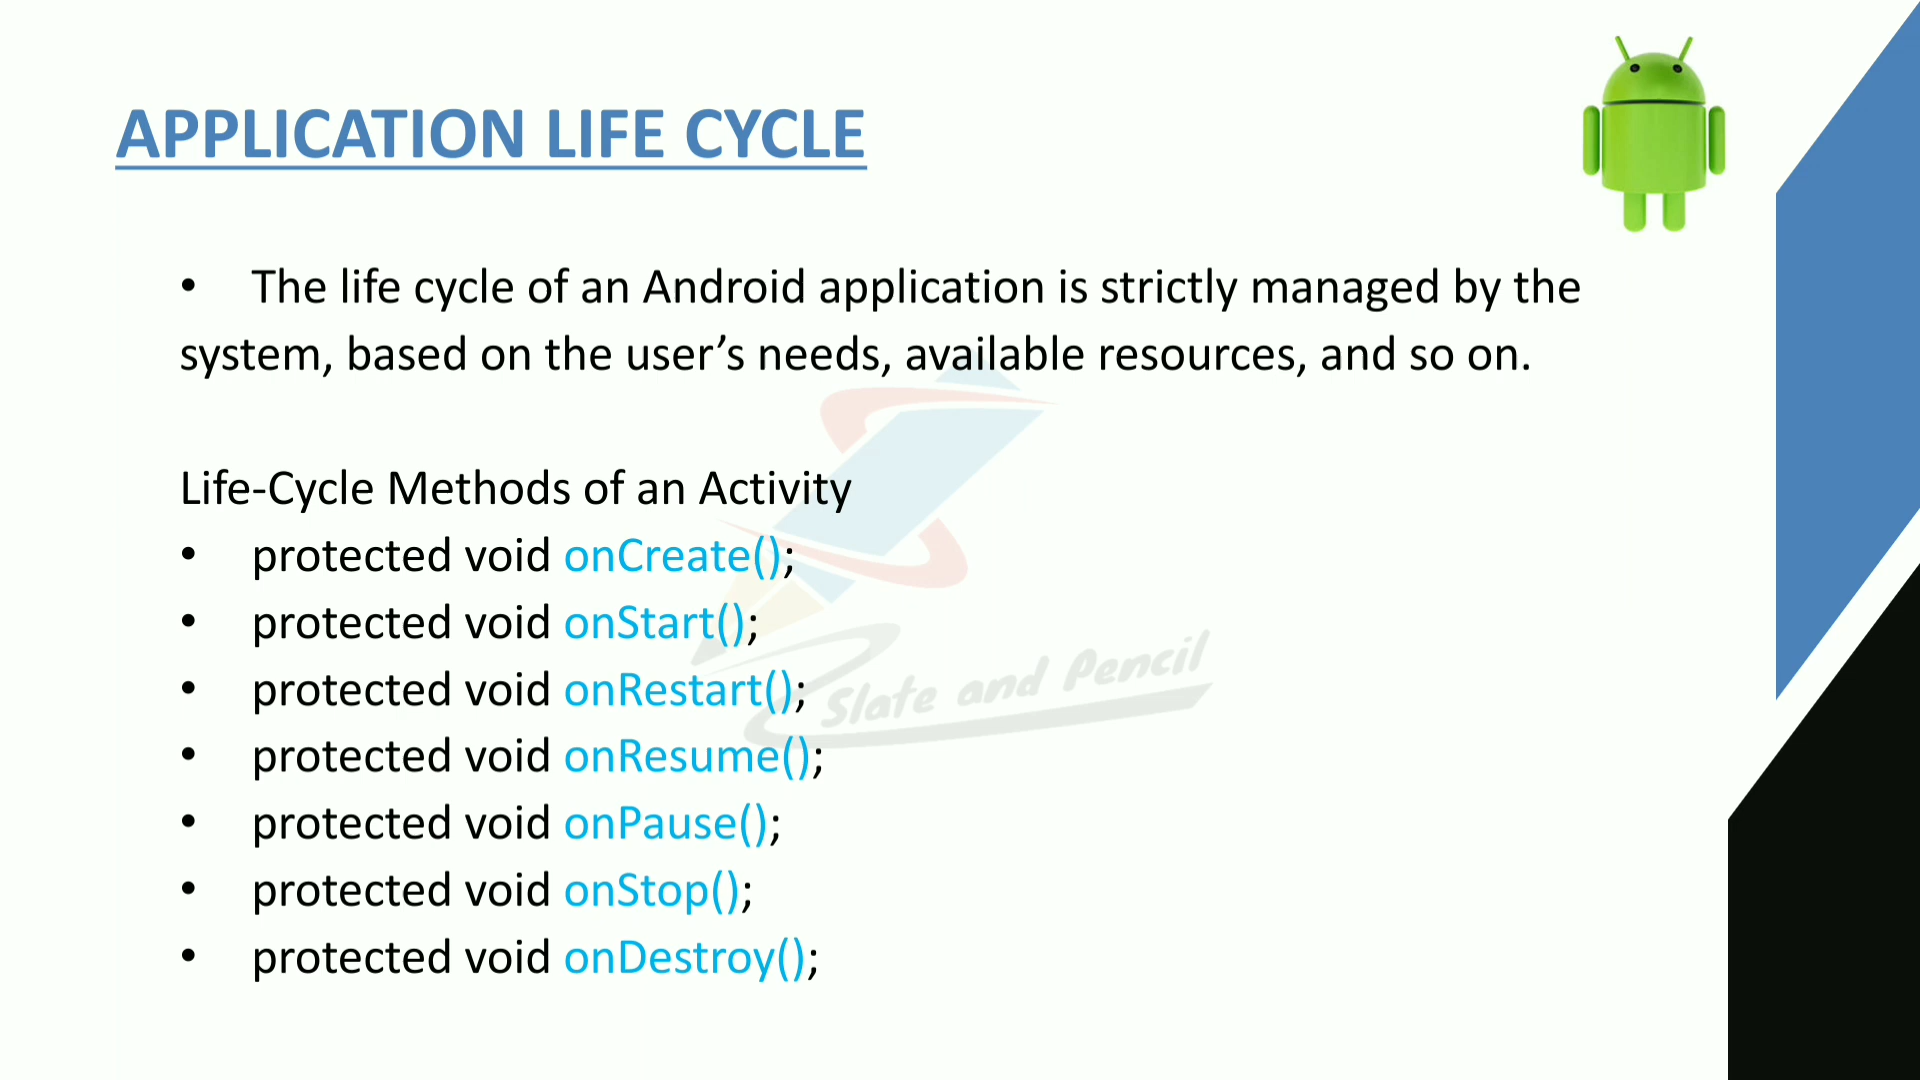 APPLICATION LIFE CYCLE
• The life cycle of an Android application is strictly managed by the
system, based on the user’s needs, available resources, and so on.
Life-Cycle Methods of an Activity
• protected void onCreate();
• protected void onStart();
• protected void onRestart();
• protected void onResume();
• protected void onPause();
• protected void onStop();
• protected void onDestroy();
Slate and Pencil